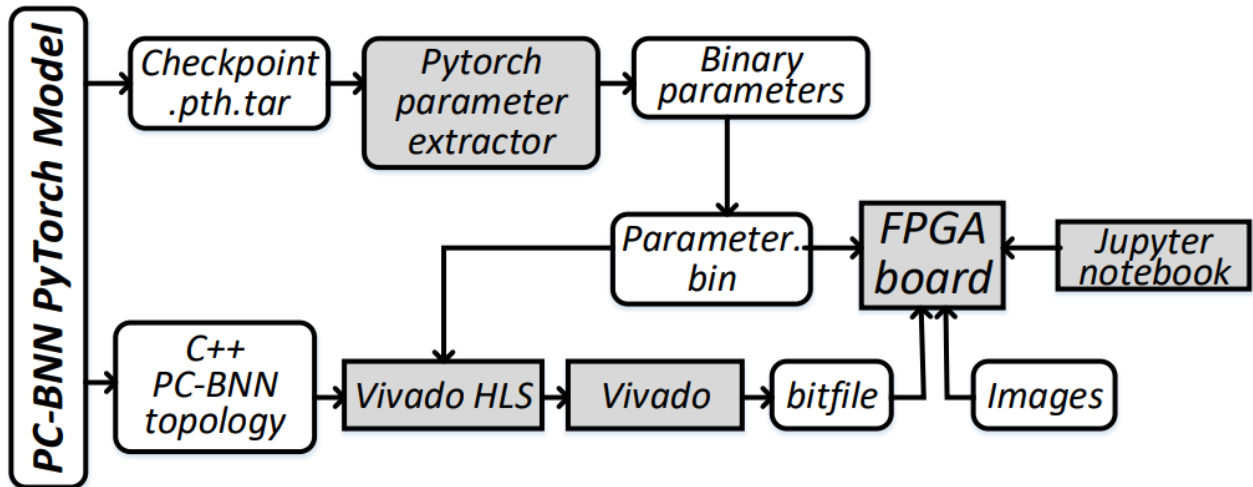 PC-BNN PyTorch Model
Checkpoint
.pth.tar
Pytorch
parameter
extractor
Binary
parameters
Parameter.
bin
FPGA
board
Jupyter
notebook
C++
PC-BNN
topology
Vivado HLS
Vivado
bitfile
Images